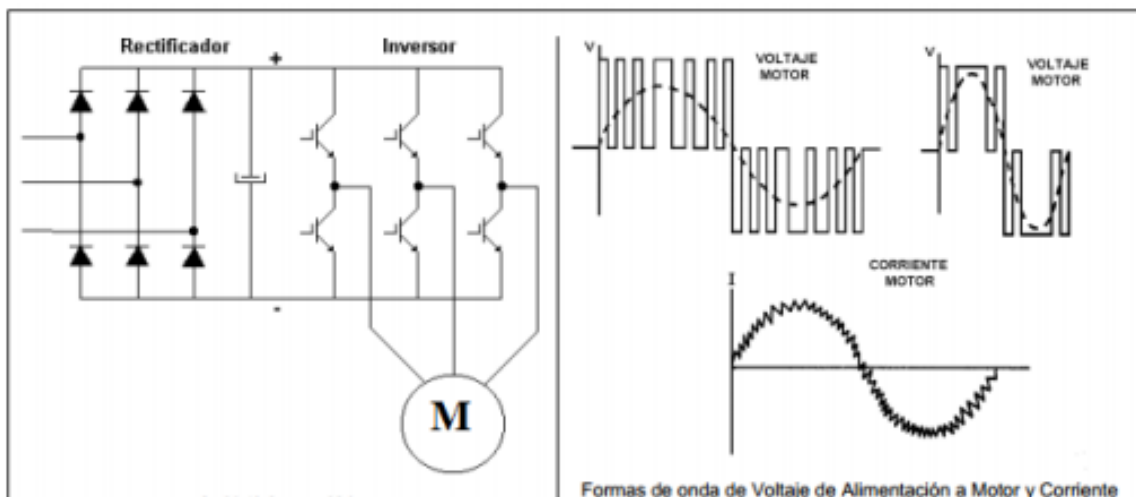 Rectificador
+
Inversor
-
M
V
VOLTAJE
MOTOR
V
VOLTAJE
MOTOR
CORRIENTE
MOTOR
I
Formas de onda de Voltaje de Alimentación a Motor y Corriente